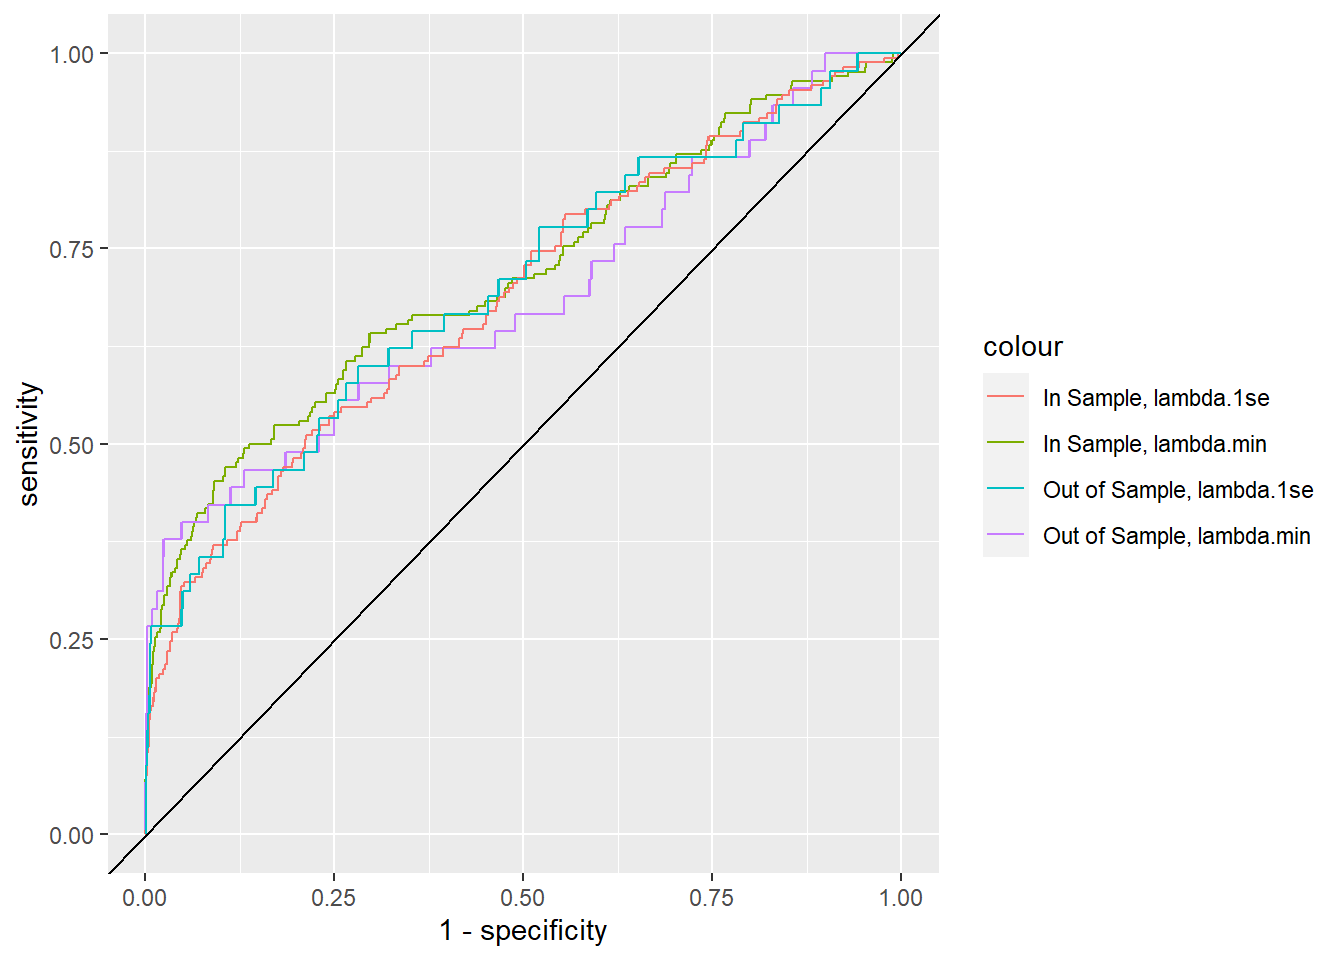 1.00
0.75
0.50
0.25
0.00
sensitivity
0.00 0.25 0.50 0.75 1.00
1 - specificity
colour
In Sample, lambda.1se
In Sample, lambda.min
Out of Sample, lambda.1se
Out of Sample, lambda.min